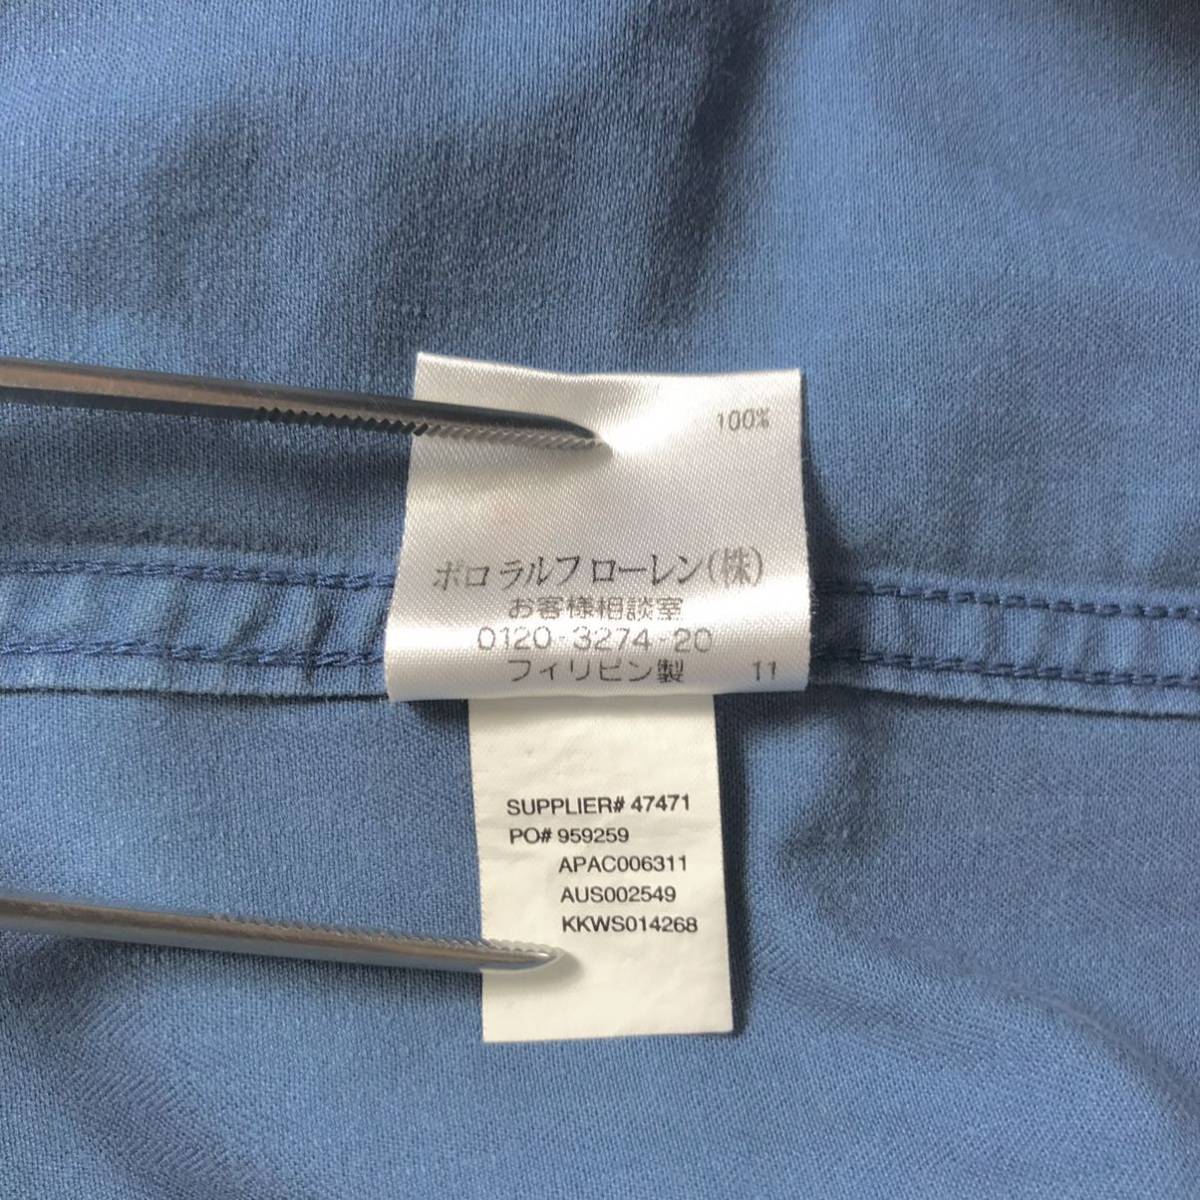 100%
ポロ ラルフ ローレン(株)
お客様相談室
0120-3274-20
フィリピン製 11
SUPPLIER# 47471
PO# 959259
APAC006311
AUS002549
KKWS014268